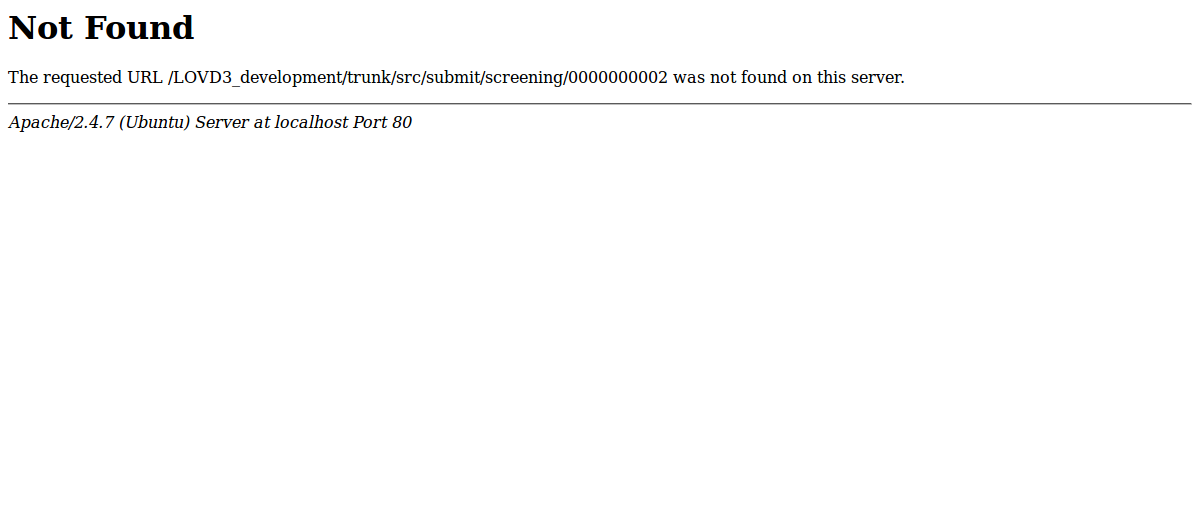 Not Found
The requested URL /LOVD3_development/trunk/src/submit/screening/0000000002 was not found on this server.
Apache/2.4.7 (Ubuntu) Server at localhost Port 80